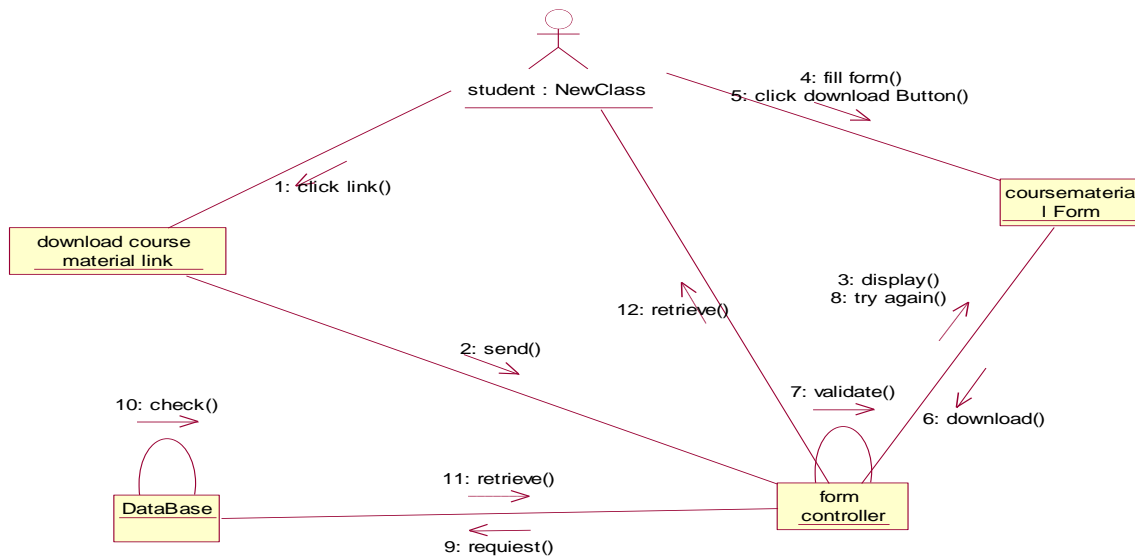 student : NewClass
4: fill form()
5: click download Button()
1: click link()
coursemateria
l Form
download course
material link
3: display()
8: try again()
12: retrieve()
2: send()
7: validate()
10: check()
6: download()
11: retrieve()
form
controller
DataBase
9: requiest()